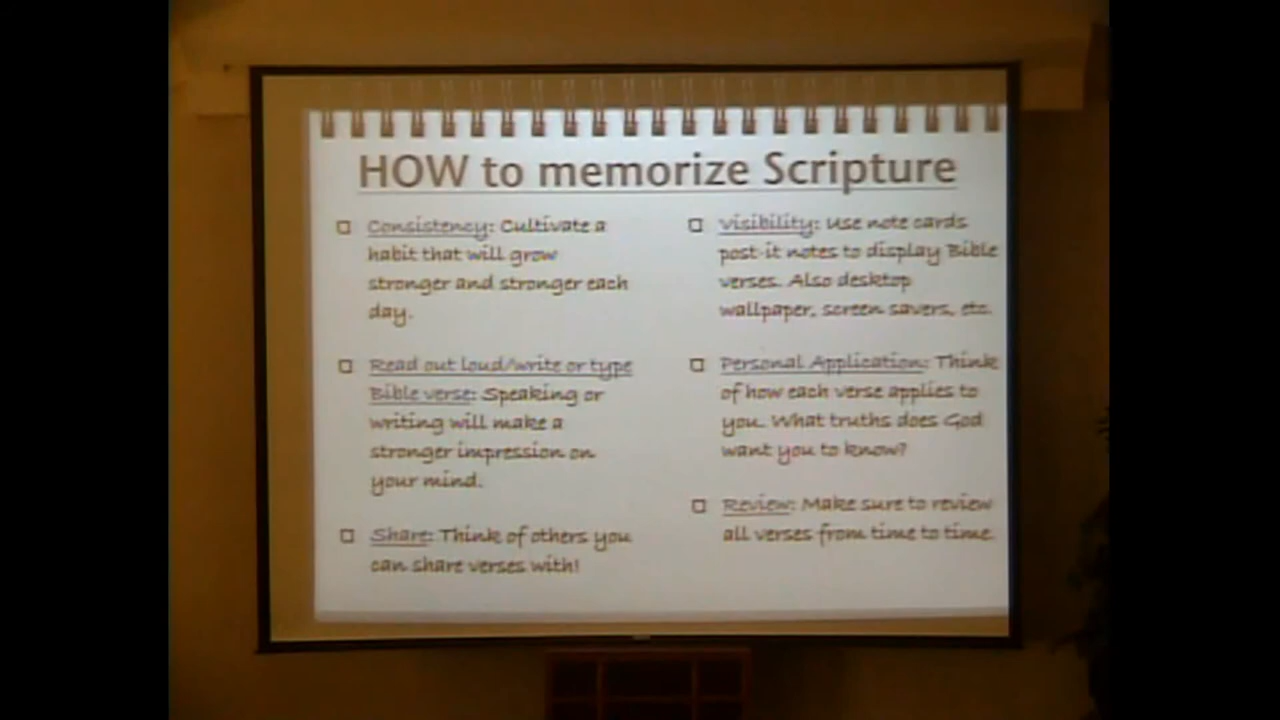 HOW to memorize Scripture
Consistency: Cultivate a
habit that will grow
stronger and stronger each
day.
Read out loud/write or type
Bible verse: Speaking or
writing will make a
stronger impression on
your mind.
Share: Think of others you
can share verses with!
Visibility: Use note cards
post-it notes to display Bible
verses. Also desktop
wallpaper, screen savers, etc.
Personal Application: Think
of how each verse applies to
you. What truths does God
want you to know?
Review: Make sure to review
all verses from time to time.